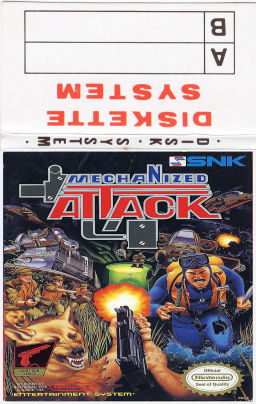 B
A
DISKETTE
SYSTEM
• DISK • SYSTEM
SNK
MECHANIZED
ATTACK
Official
Nintendo
Seal of Quality
ENTERTAINMENT SYSTEM